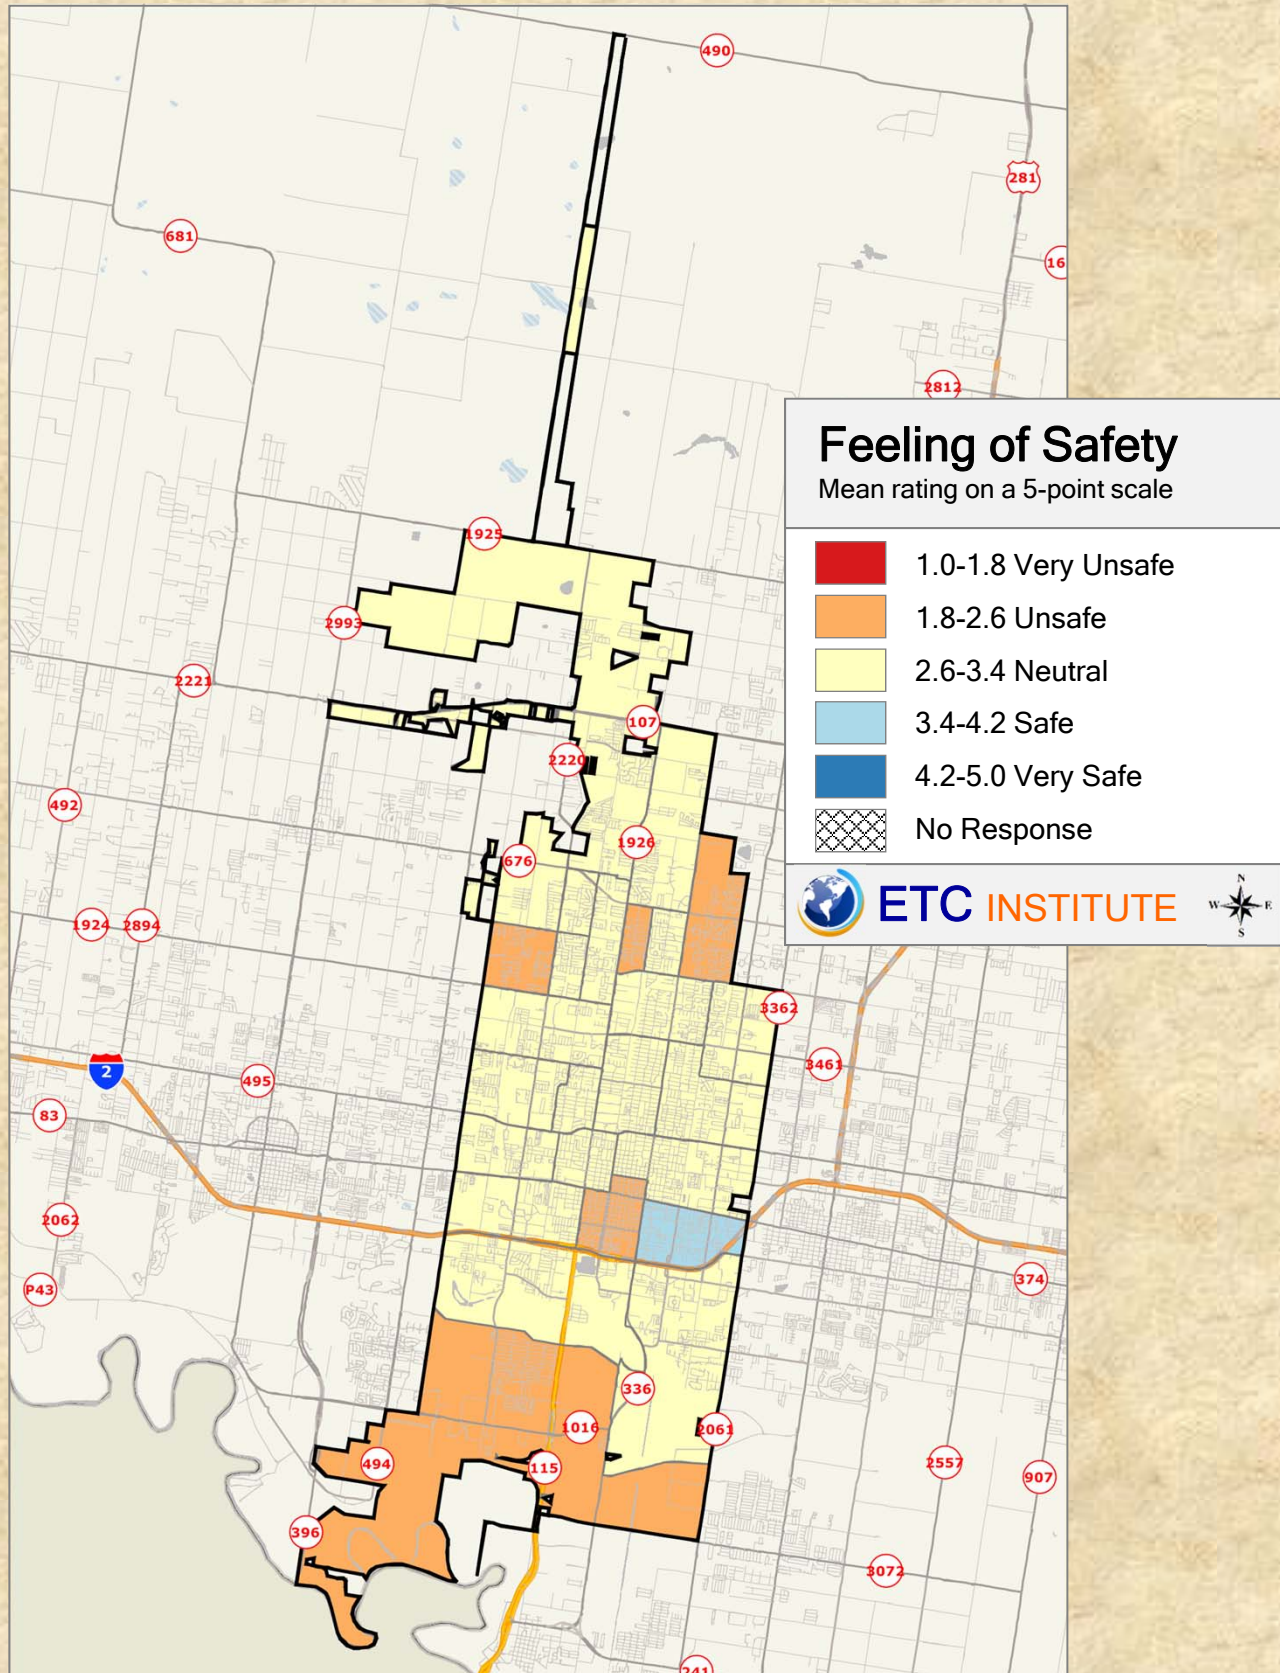 490
281
681
16
2812
Feeling of Safety
Mean rating on a 5-point scale
1.0-1.8 Very Unsafe
1.8-2.6 Unsafe
2.6-3.4 Neutral
3.4-4.2 Safe
4.2-5.0 Very Safe
No Response
ETC INSTITUTE
N
W E
S
1925
2993
2221
107
2220
492
1926
676
1924
2894
3362
3461
2
495
83
2062
374
P43
336
1016
2061
494
115
2557
907
396
3072
241